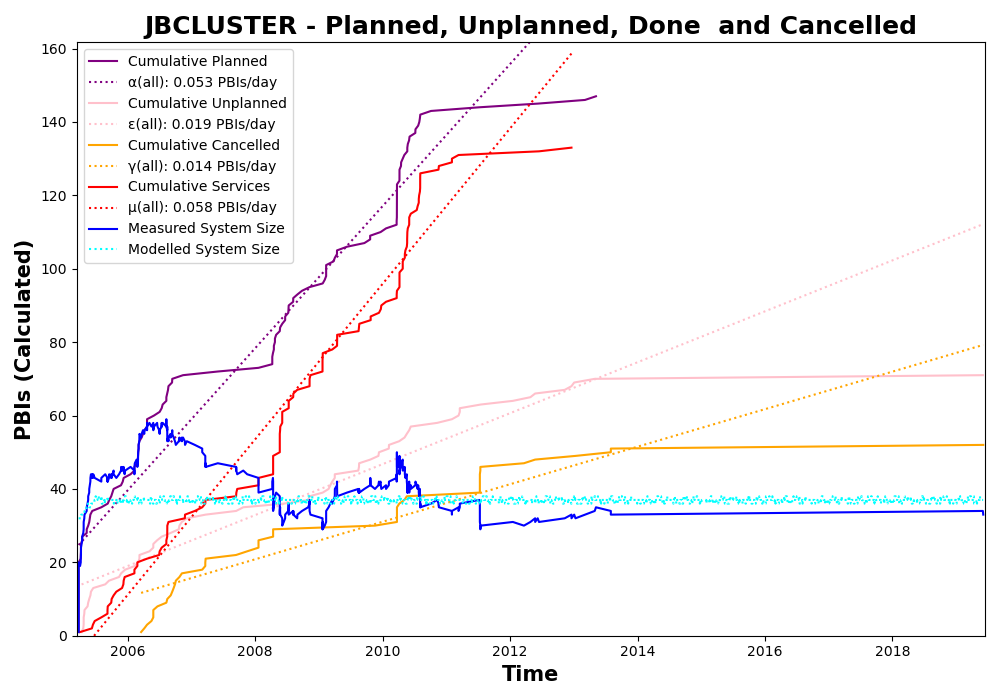 JBCLUSTER - Planned, Unplanned, Done  and Cancelled
Cumulative Planned
α(all): 0.053 PBIs/day
Cumulative Unplanned
ε(all): 0.019 PBIs/day
Cumulative Cancelled
γ(all): 0.014 PBIs/day
Cumulative Services
μ(all): 0.058 PBIs/day
Measured System Size
Modelled System Size
PBIs (Calculated)
160
140
120
100
80
60
40
20
0
2006 2008 2010 2012 2014 2016 2018
Time